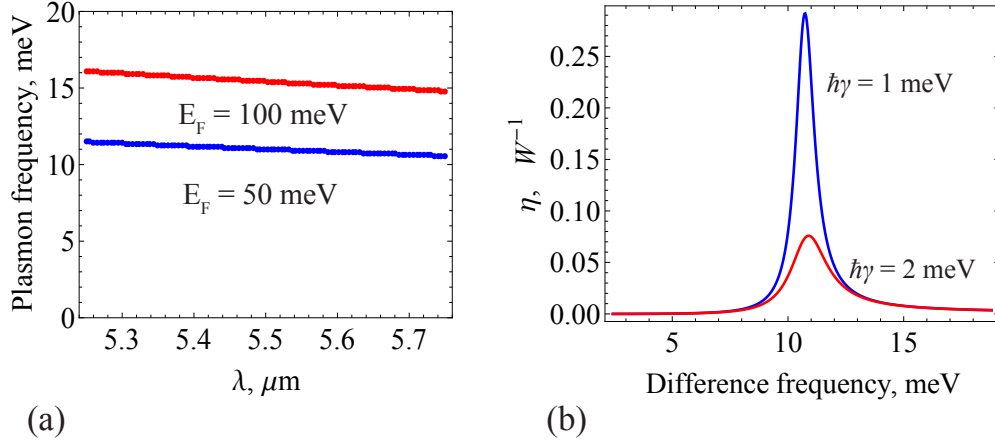 Plasmon frequency, meV
20
15
10
5
0
E_F = 100 meV
E_F = 50 meV
5.3 5.4 5.5 5.6 5.7
λ, μm
(a)
η, W⁻¹
0.25
0.20
0.15
0.10
0.05
0.00
ħγ = 1 meV
ħγ = 2 meV
5 10 15
Difference frequency, meV
(b)